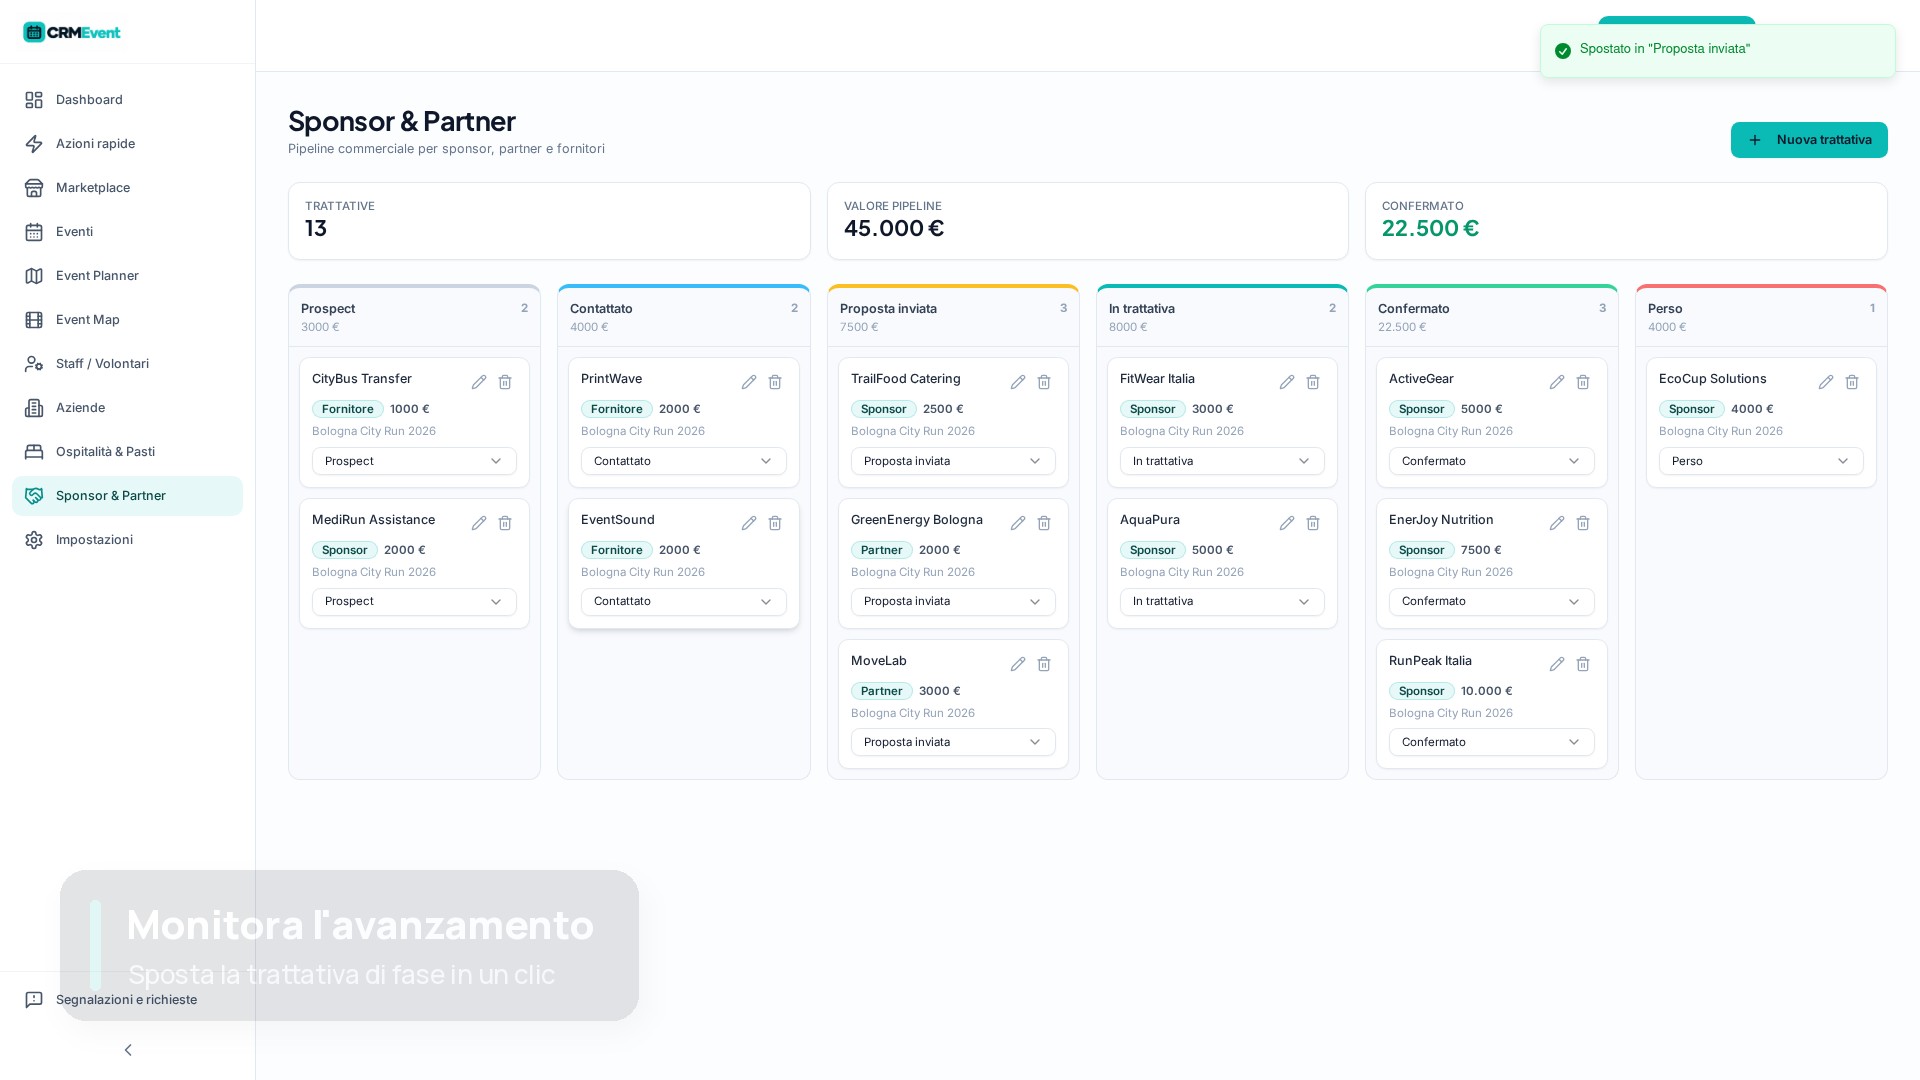 CRMEvent
Spostato in "Proposta inviata"
Dashboard
Azioni rapide
Marketplace
Eventi
Event Planner
Event Map
Staff / Volontari
Aziende
Ospitalità & Pasti
Sponsor & Partner
Impostazioni
Segnalazioni e richieste
Sponsor & Partner
Pipeline commerciale per sponsor, partner e fornitori
Nuova trattativa
TRATTATIVE
13
VALORE PIPELINE
45.000 €
CONFERMATO
22.500 €
Prospect 2
3000 €
CityBus Transfer
Fornitore 1000 €
Bologna City Run 2026
Prospect
MediRun Assistance
Sponsor 2000 €
Bologna City Run 2026
Prospect
Contattato 2
4000 €
PrintWave
Fornitore 2000 €
Bologna City Run 2026
Contattato
EventSound
Fornitore 2000 €
Bologna City Run 2026
Contattato
Proposta inviata 3
7500 €
TrailFood Catering
Sponsor 2500 €
Bologna City Run 2026
Proposta inviata
GreenEnergy Bologna
Partner 2000 €
Bologna City Run 2026
Proposta inviata
MoveLab
Partner 3000 €
Bologna City Run 2026
Proposta inviata
In trattativa 2
8000 €
FitWear Italia
Sponsor 3000 €
Bologna City Run 2026
In trattativa
AquaPura
Sponsor 5000 €
Bologna City Run 2026
In trattativa
Confermato 3
22.500 €
ActiveGear
Sponsor 5000 €
Bologna City Run 2026
Confermato
EnerJoy Nutrition
Sponsor 7500 €
Bologna City Run 2026
Confermato
RunPeak Italia
Sponsor 10.000 €
Bologna City Run 2026
Confermato
Perso 1
4000 €
EcoCup Solutions
Sponsor 4000 €
Bologna City Run 2026
Perso
Monitora l'avanzamento
Sposta la trattativa di fase in un clic